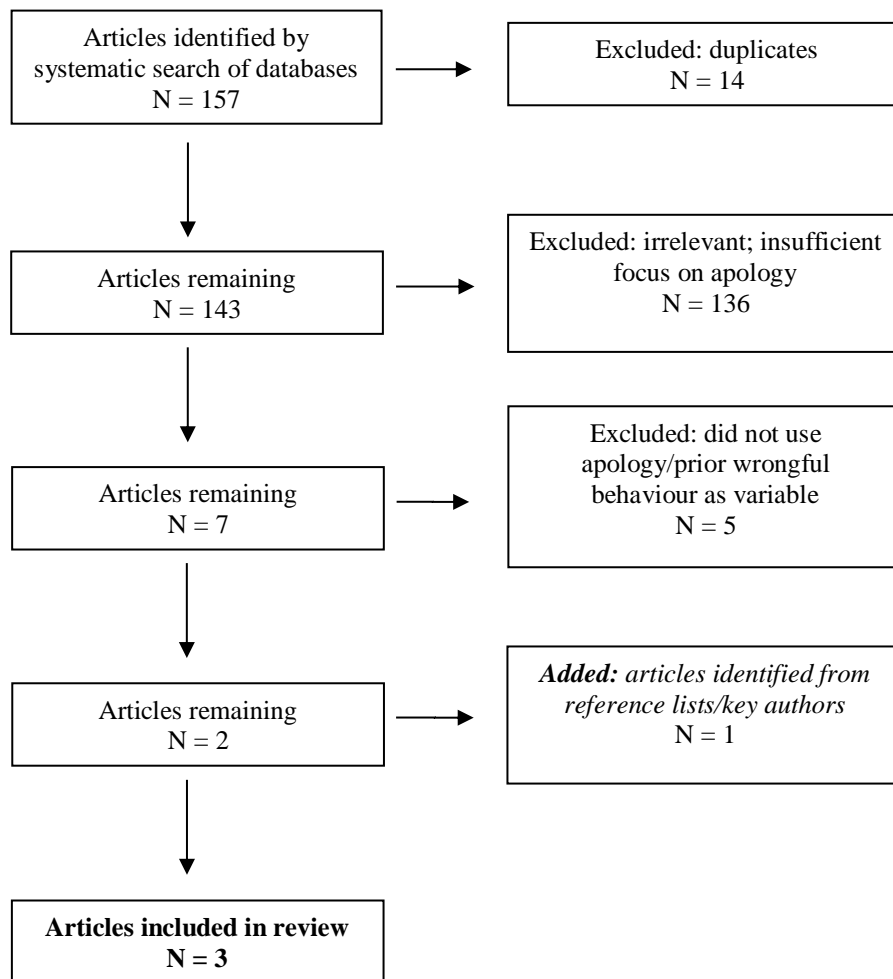 Articles identified by
systematic search of databases
N = 157
Excluded: duplicates
N = 14
Articles remaining
N = 143
Excluded: irrelevant; insufficient
focus on apology
N = 136
Articles remaining
N = 7
Excluded: did not use
apology/prior wrongful
behaviour as variable
N = 5
Articles remaining
N = 2
Added: articles identified from
reference lists/key authors
N = 1
Articles included in review
N = 3